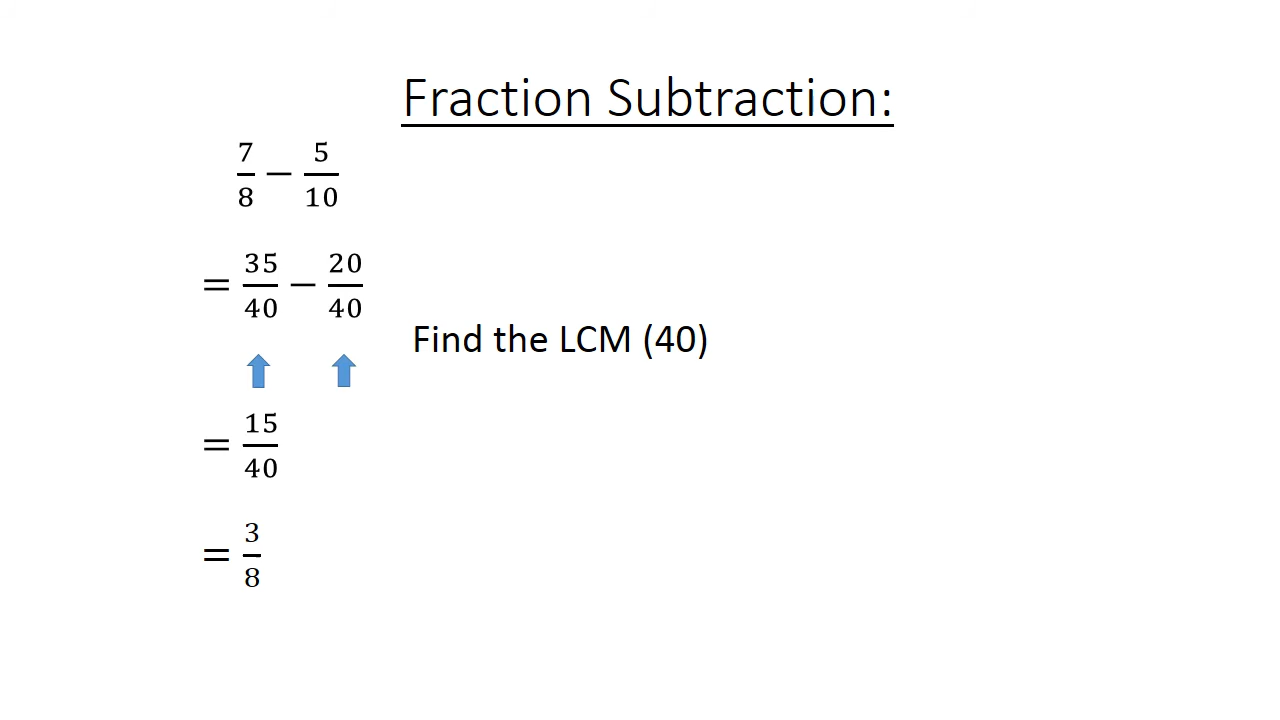 Fraction Subtraction:
7/8 − 5/10
= 35/40 − 20/40
Find the LCM (40)
= 15/40
= 3/8